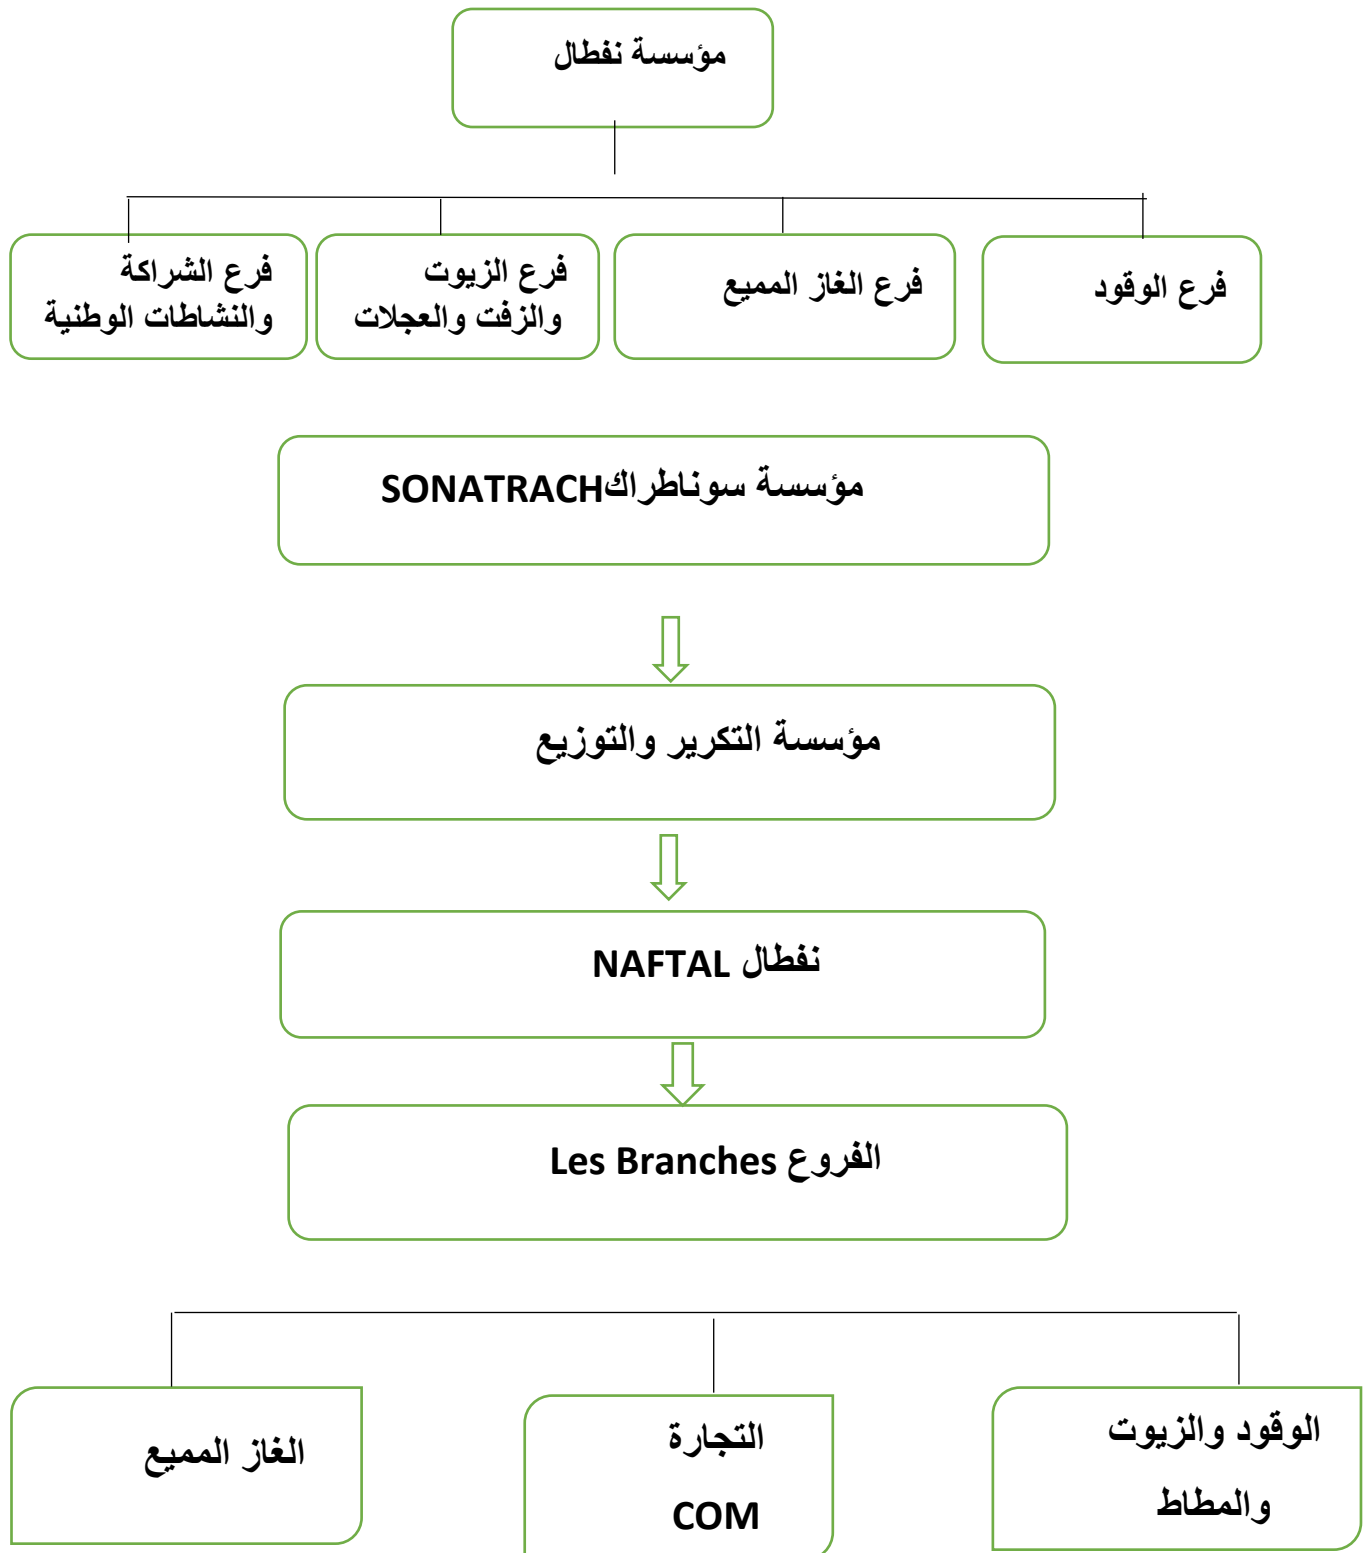 مؤسسة نفطال
فرع الوقود
فرع الغاز المميع
فرع الزيوت
والزفت والعجلات
فرع الشراكة
والنشاطات الوطنية
مؤسسة سوناطراكSONATRACH
مؤسسة التكرير والتوزيع
نفطال NAFTAL
الفروع Les Branches
الوقود والزيوت
والمطاط
التجارة
COM
الغاز المميع